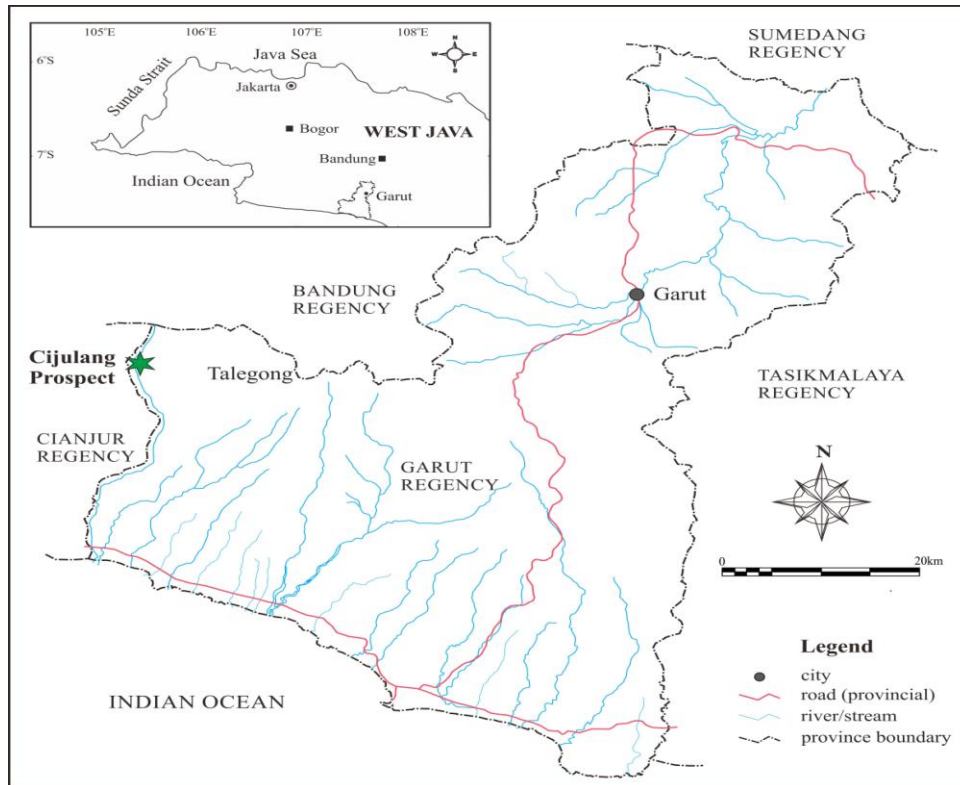 105°E 106°E 107°E 108°E
6°S
7°S
Java Sea
Sunda Strait
Jakarta
Bogor
WEST JAVA
Bandung
Indian Ocean
Garut
N
W E
S
SUMEDANG
REGENCY
BANDUNG
REGENCY
Garut
Cijulang
Prospect
Talegong
TASIKMALAYA
REGENCY
CIANJUR
REGENCY
GARUT
REGENCY
N
0 20km
INDIAN OCEAN
Legend
city
road (provincial)
river/stream
province boundary